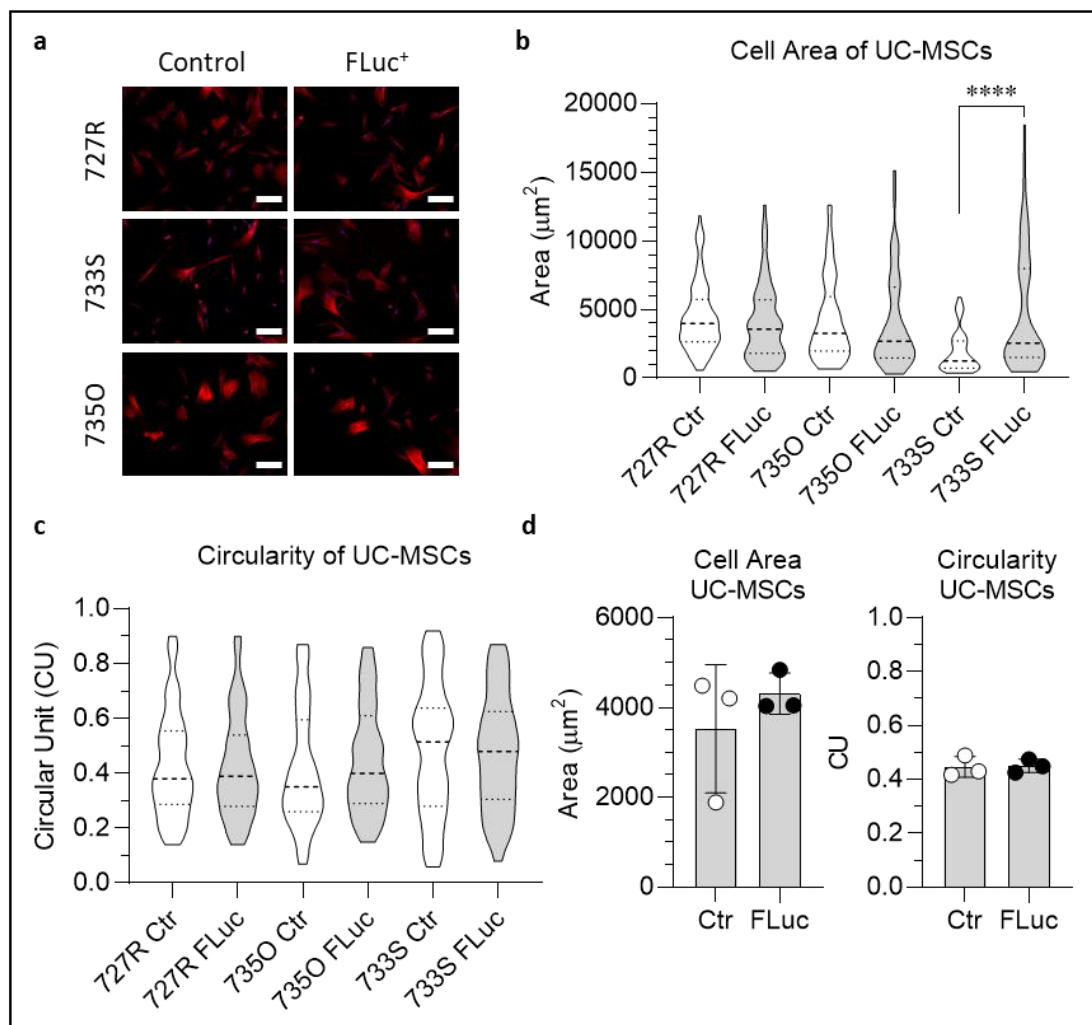 a
Control FLuc⁺
727R
733S
735O
b
Cell Area of UC-MSCs
****
20000
15000
10000
5000
0
Area (μm²)
727R Ctr
727R FLuc
735O Ctr
735O FLuc
733S Ctr
733S FLuc
c
Circularity of UC-MSCs
1.0
0.8
0.6
0.4
0.2
0.0
Circular Unit (CU)
727R Ctr
727R FLuc
735O Ctr
735O FLuc
733S Ctr
733S FLuc
d
Cell Area
UC-MSCs
6000
4000
2000
0
Area (μm²)
Ctr FLuc
Circularity
UC-MSCs
1.0
0.8
0.6
0.4
0.2
0.0
CU
Ctr FLuc